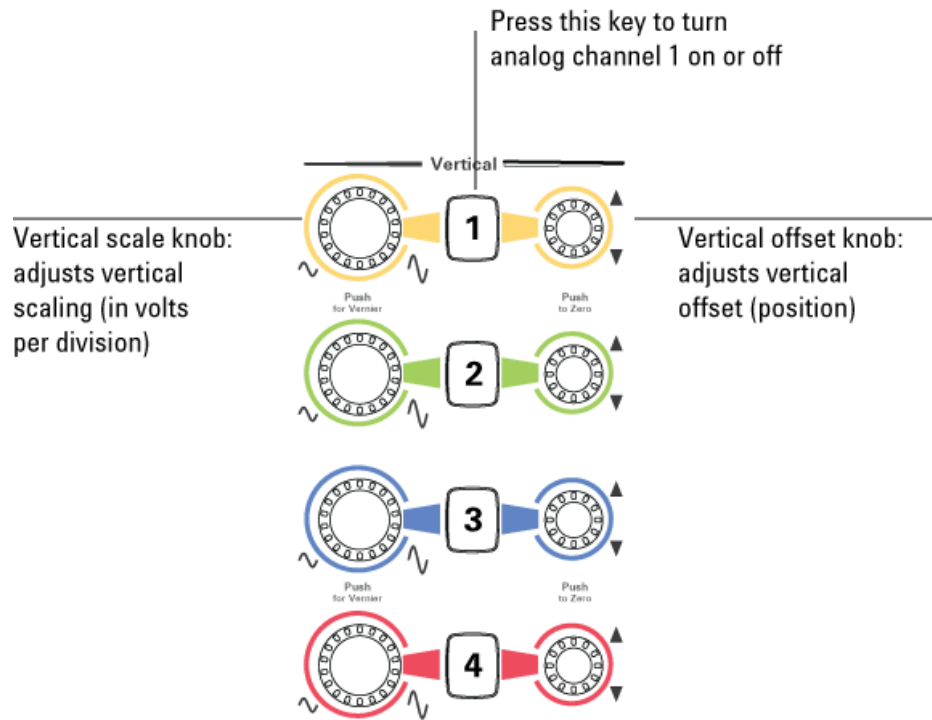 Press this key to turn
analog channel 1 on or off
Vertical
1
Vertical scale knob:
adjusts vertical
scaling (in volts
per division)
Vertical offset knob:
adjusts vertical
offset (position)
Push
for Vernier
Push
to Zero
2
3
Push
for Vernier
Push
to Zero
4